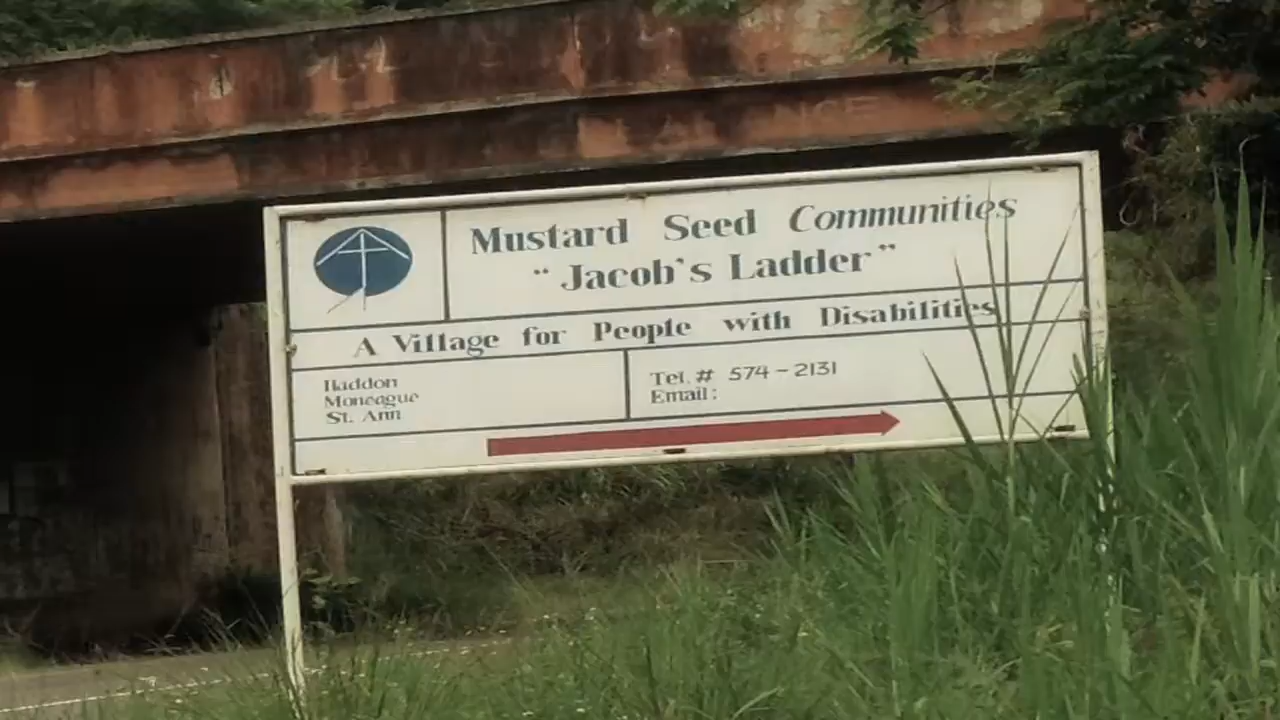 Mustard Seed Communities
"Jacob's Ladder"
A Village for People with Disabilities
Haddon
Moneague
St. Ann
Tel. # 574-2131
Email: